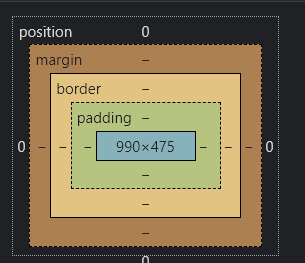 position 0
margin –
border –
padding –
0 – – – 990×475 – – – 0
–
–
–
0